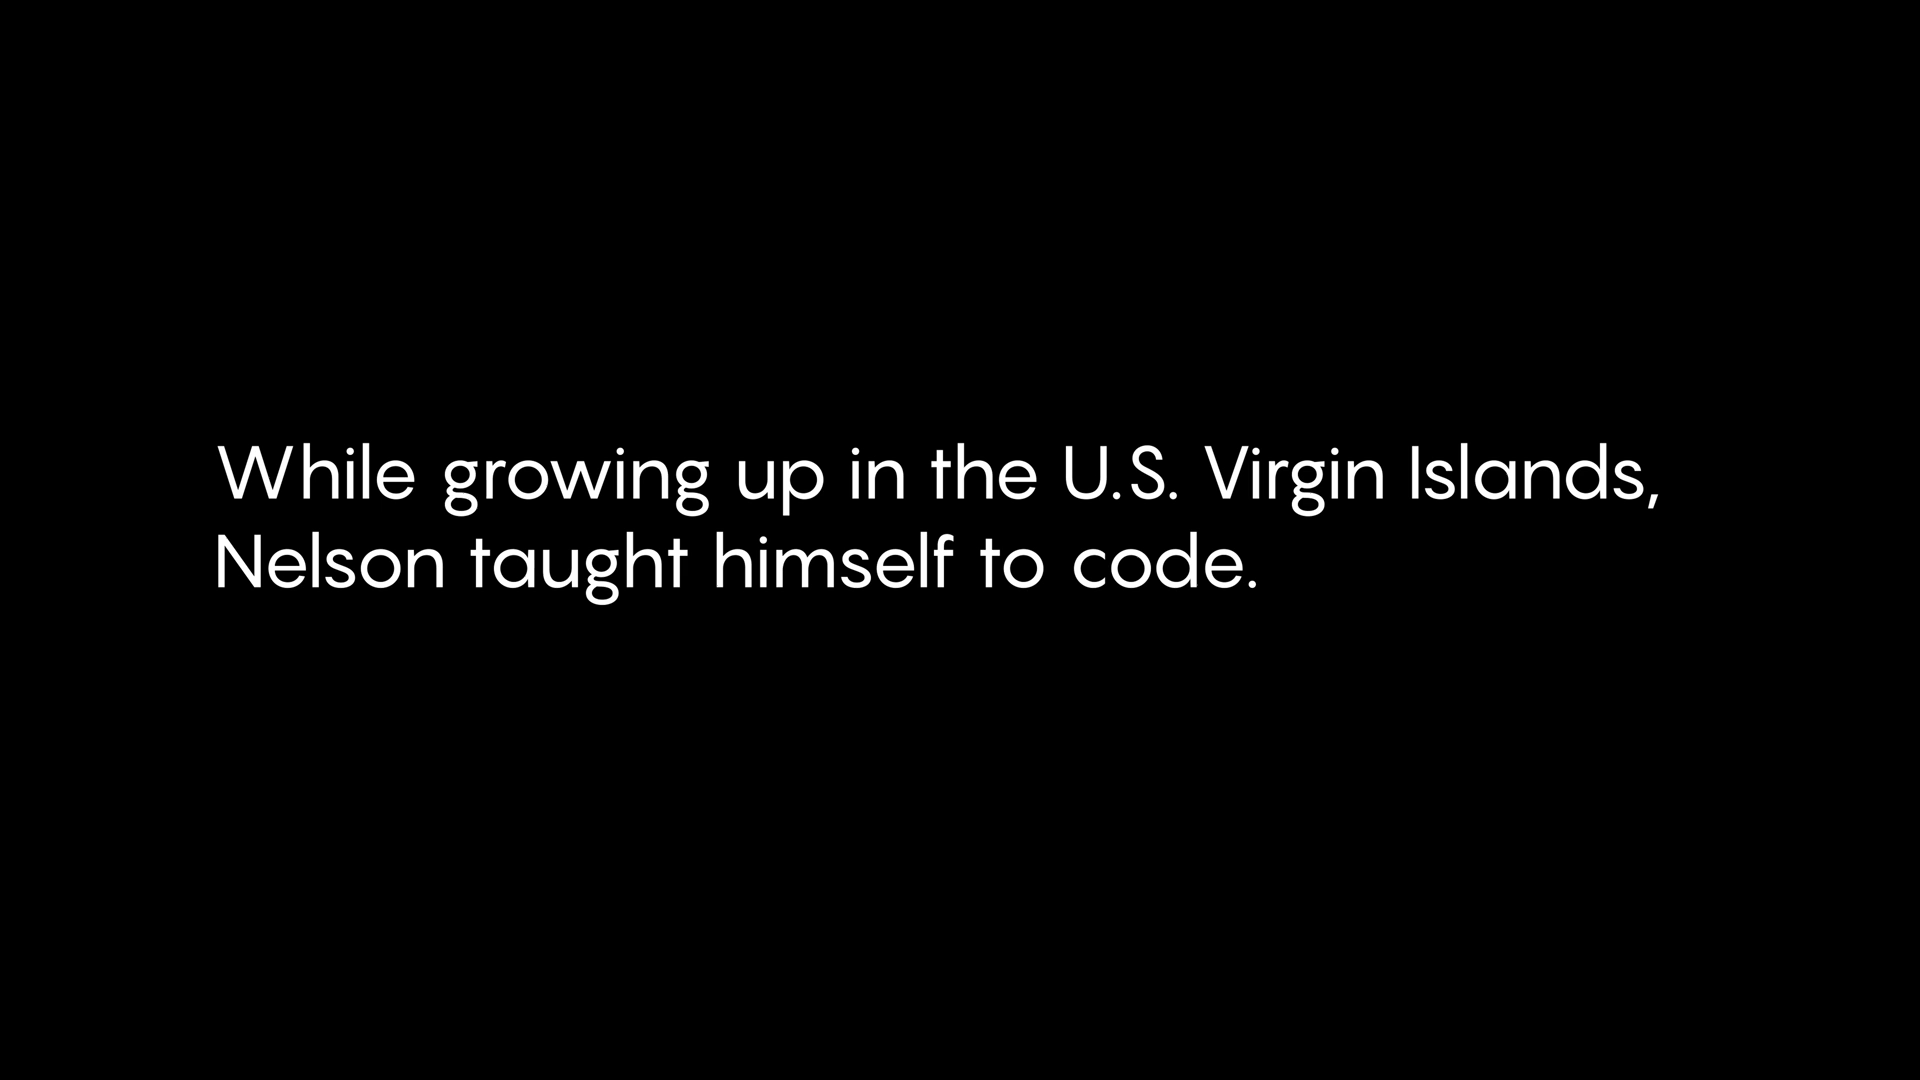 While growing up in the U.S. Virgin Islands,
Nelson taught himself to code.